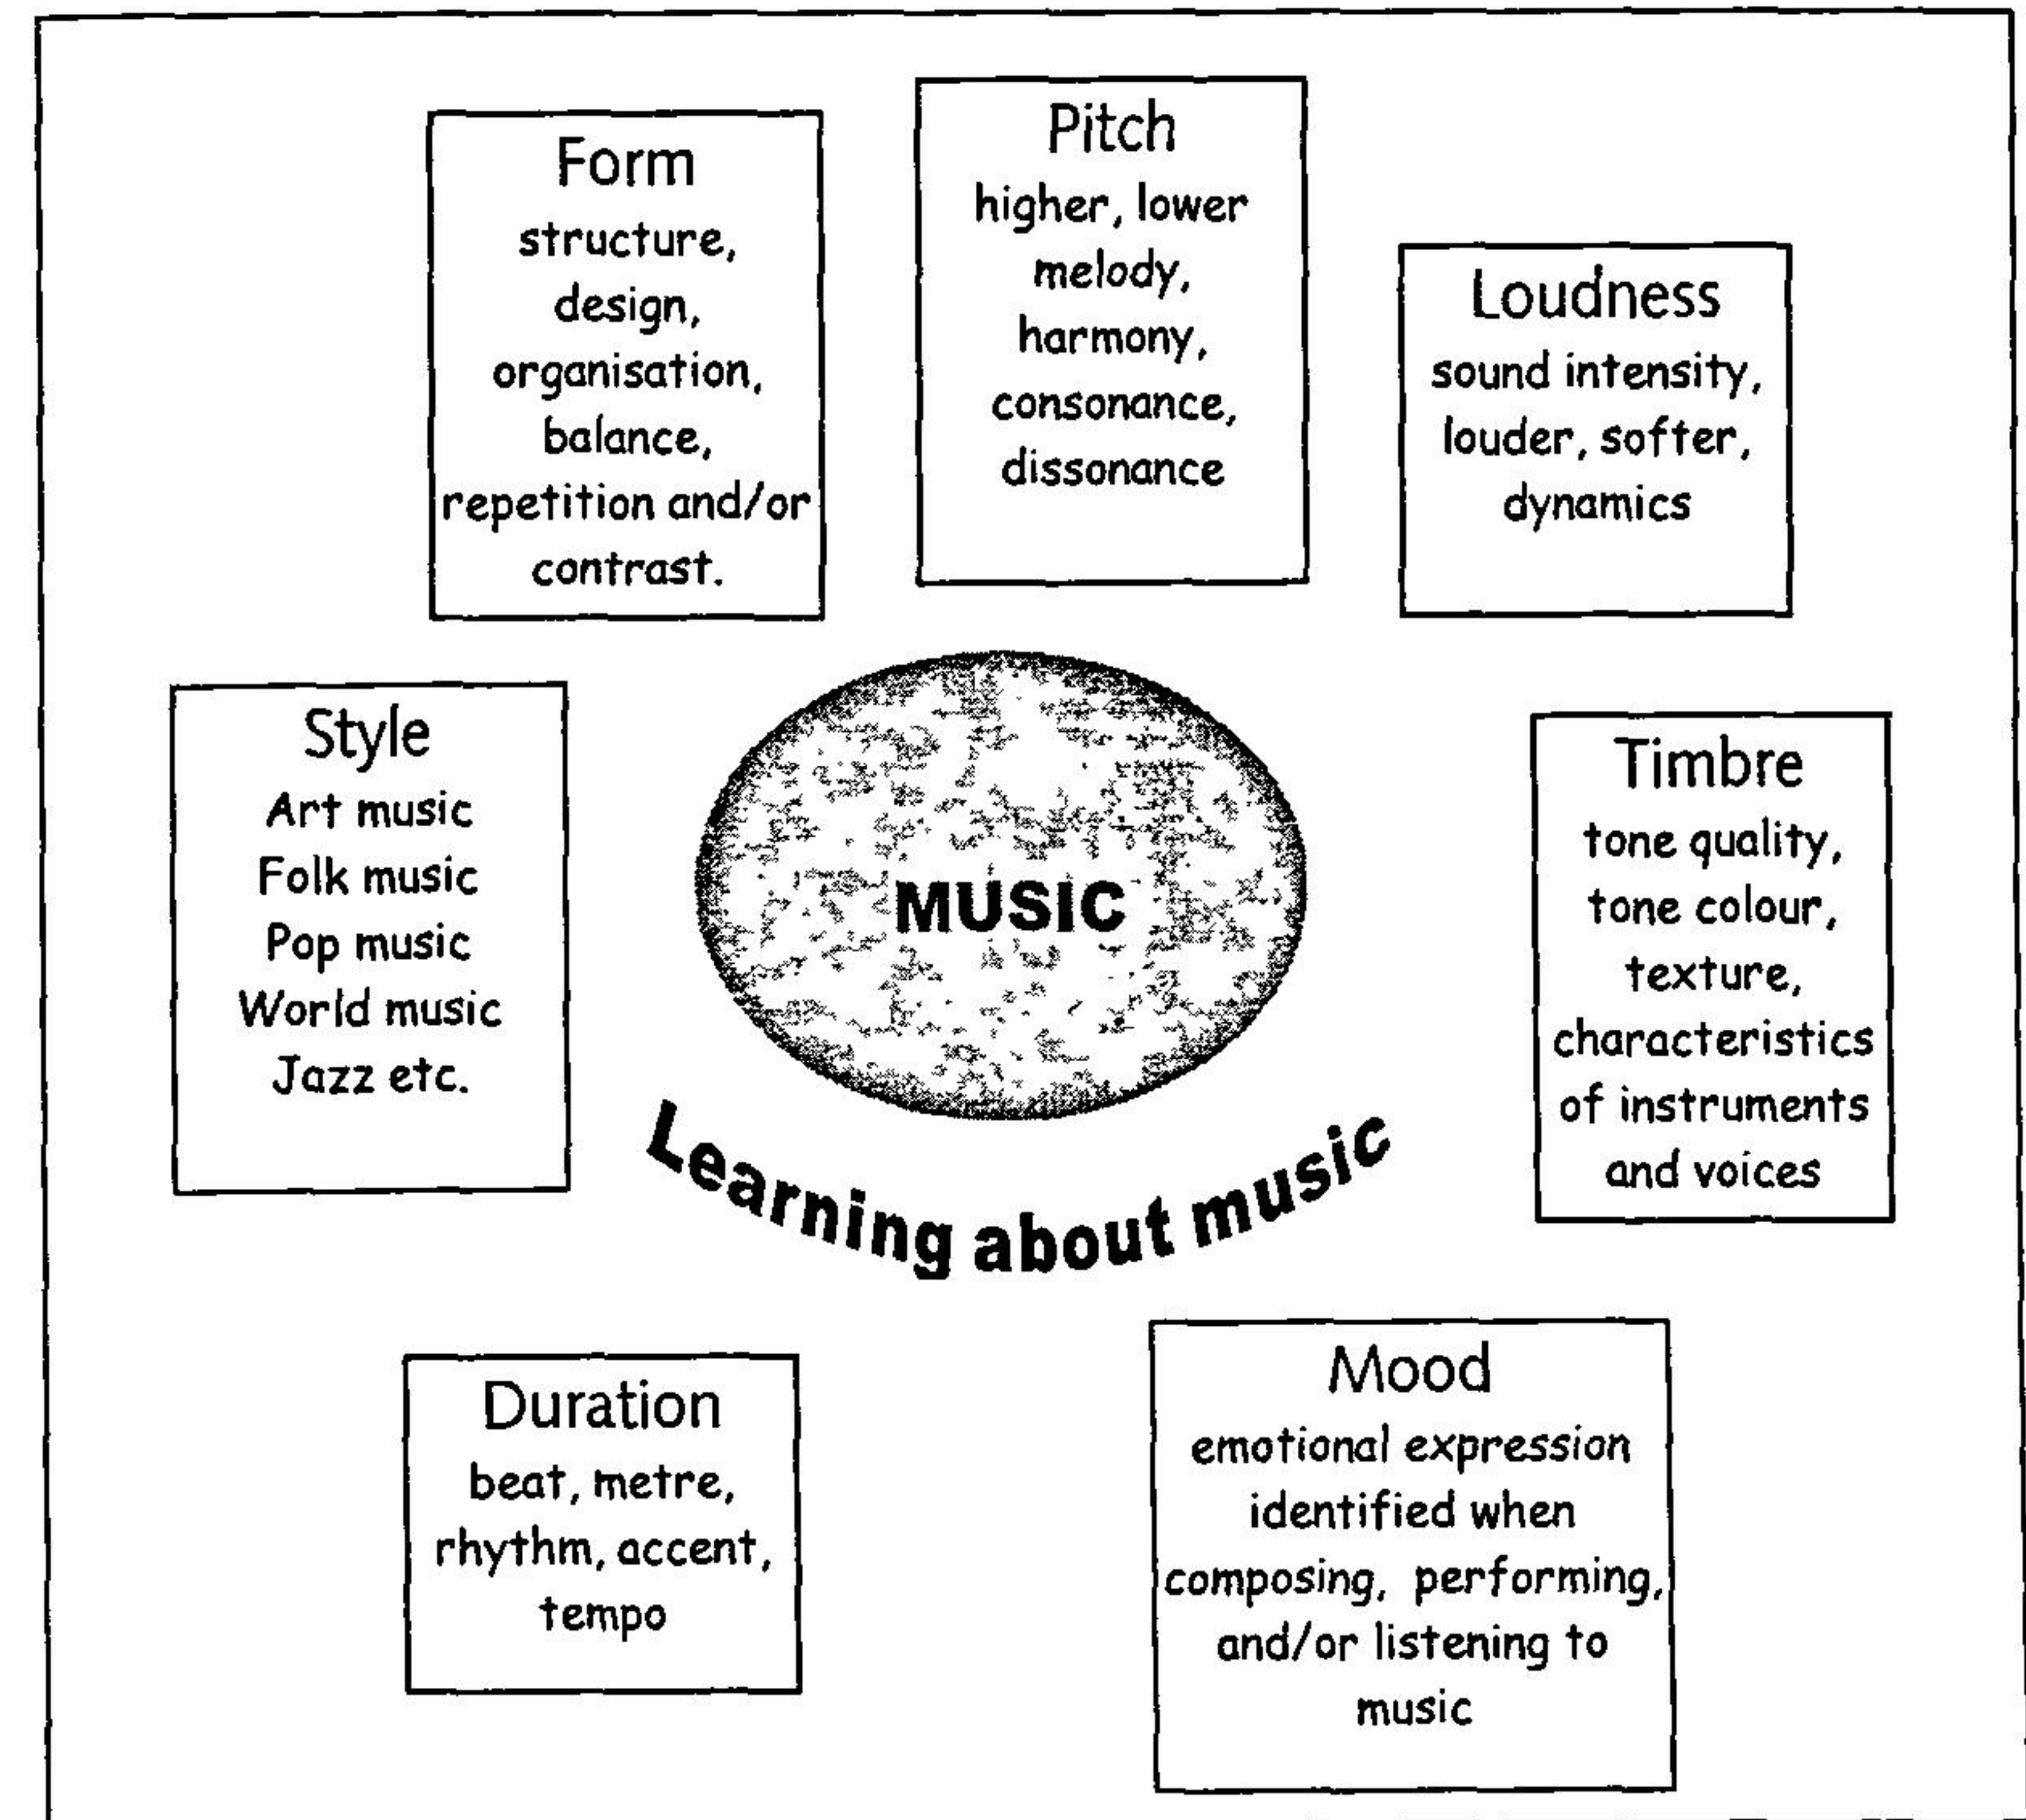 Form
structure,
design,
organisation,
balance,
repetition and/or
contrast.
Pitch
higher, lower
melody,
harmony,
consonance,
dissonance
Loudness
sound intensity,
louder, softer,
dynamics
Style
Art music
Folk music
Pop music
World music
Jazz etc.
MUSIC
Learning about music
Timbre
tone quality,
tone colour,
texture,
characteristics
of instruments
and voices
Duration
beat, metre,
rhythm, accent,
tempo
Mood
emotional expression
identified when
composing, performing,
and/or listening to
music